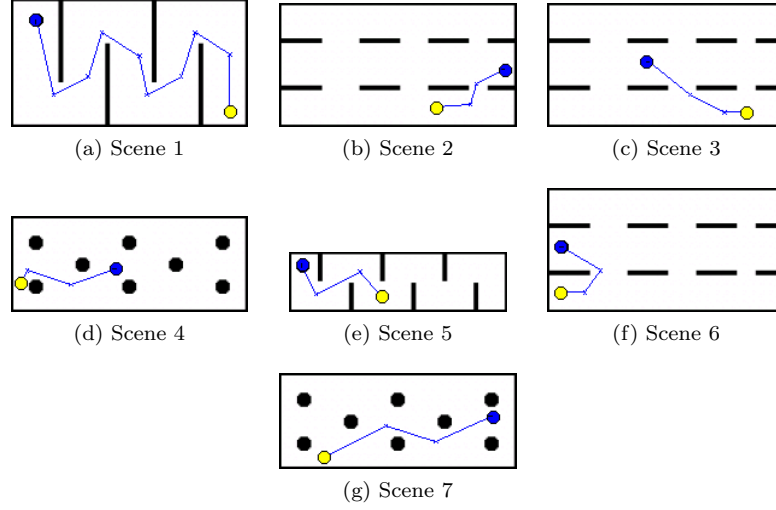 (a) Scene 1
(b) Scene 2
(c) Scene 3
(d) Scene 4
(e) Scene 5
(f) Scene 6
(g) Scene 7